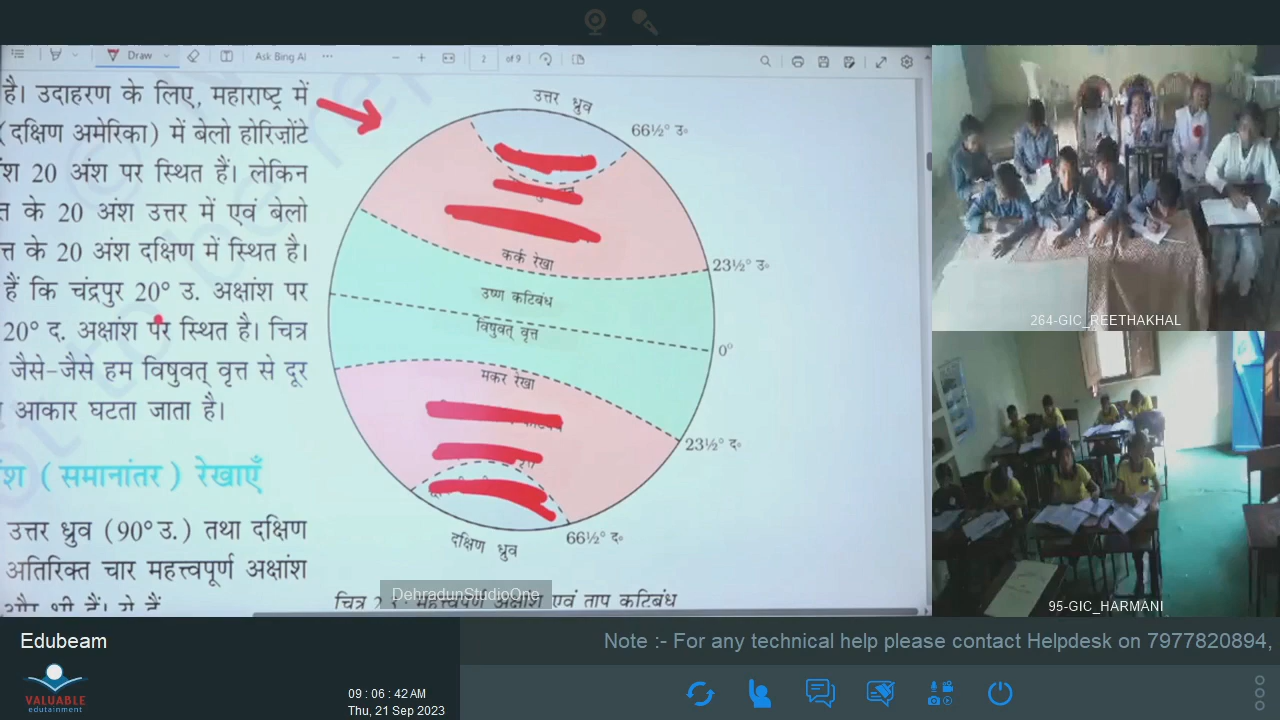 Draw
Ask Bing AI
2
of 9
है। उदाहरण के लिए, महाराष्ट्र में
(दक्षिण अमेरिका) में बेलो होरिज़ोंटे
श 20 अंश पर स्थित हैं। लेकिन
त के 20 अंश उत्तर में एवं बेलो
त्त के 20 अंश दक्षिण में स्थित है।
हैं कि चंद्रपुर 20° उ. अक्षांश पर
20° द. अक्षांश पर स्थित है। चित्र
जैसे-जैसे हम विषुवत् वृत्त से दूर
आकार घटता जाता है।
श (समानांतर) रेखाएँ
उत्तर ध्रुव (90° उ.) तथा दक्षिण
अतिरिक्त चार महत्त्वपूर्ण अक्षांश
और भी हैं। ये हैं
उत्तर ध्रुव
66½° उ॰
कर्क रेखा
23½° उ॰
उष्ण कटिबंध
विषुवत् वृत्त
0°
मकर रेखा
23½° द॰
66½° द॰
दक्षिण ध्रुव
महत्त्वपूर्ण अक्षांश एवं ताप कटिबंध
DehradunStudioOne
264-GIC_REETHAKHAL
95-GIC_HARMANI
Edubeam
Note :- For any technical help please contact Helpdesk on 7977820894,
VALUABLE
edutainment
09 : 06 : 42 AM
Thu, 21 Sep 2023